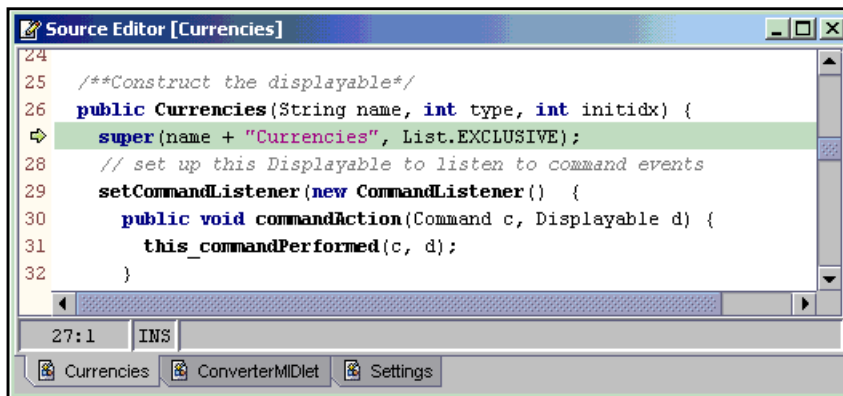 Source Editor [Currencies]
24
25 /**Construct the displayable*/
26 public Currencies(String name, int type, int initidx) {
super(name + "Currencies", List.EXCLUSIVE);
28 // set up this Displayable to listen to command events
29 setCommandListener(new CommandListener()  {
30 public void commandAction(Command c, Displayable d) {
31 this_commandPerformed(c, d);
32 }
27:1 INS
Currencies ConverterMIDlet Settings